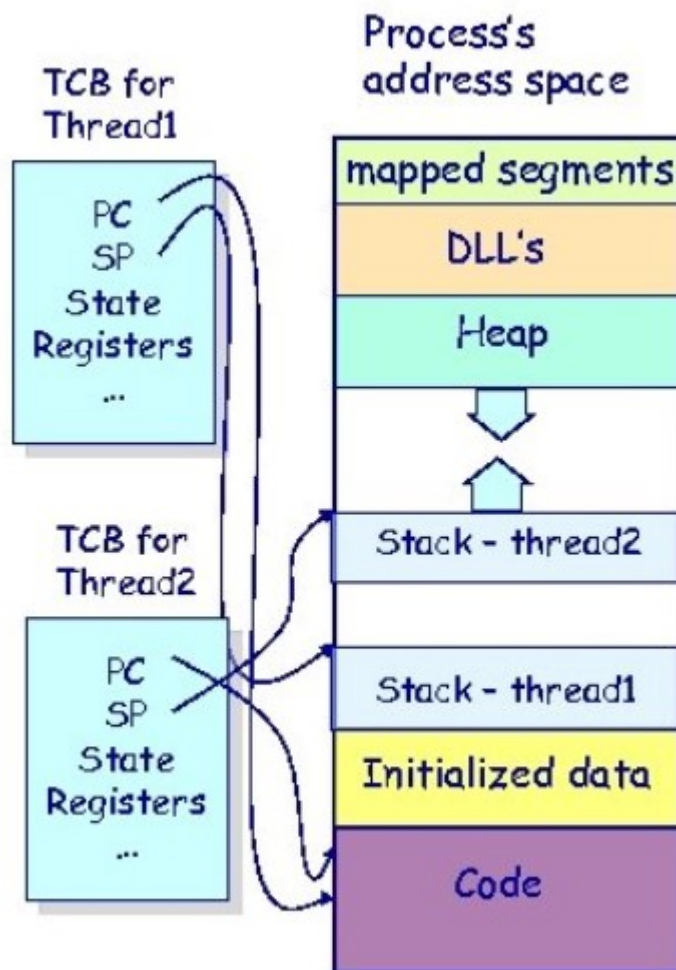 Process's
address space
TCB for
Thread1
PC
SP
State
Registers
...
mapped segments
DLL's
Heap
Stack - thread2
TCB for
Thread2
PC
SP
State
Registers
...
Stack - thread1
Initialized data
Code